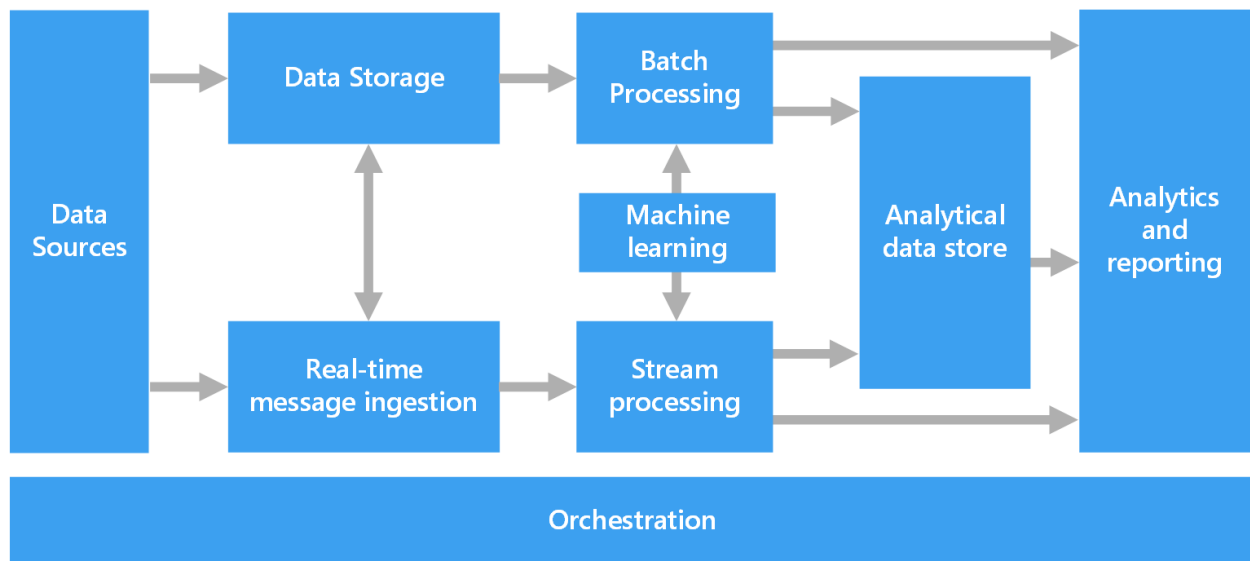 Data
Sources
Data Storage
Real-time
message ingestion
Batch
Processing
Machine
learning
Stream
processing
Analytical
data store
Analytics
and
reporting
Orchestration